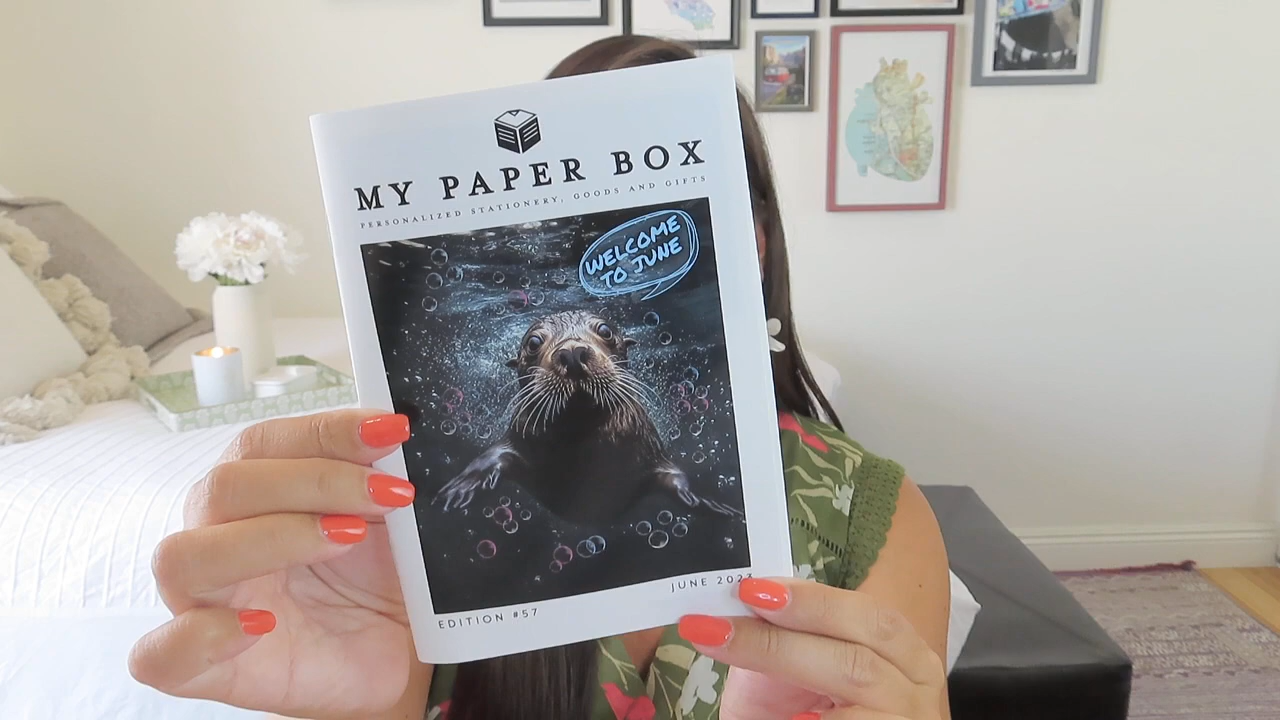 MY PAPER BOX
PERSONALIZED STATIONERY, GOODS AND GIFTS
WELCOME
TO JUNE
JUNE 2023
EDITION #57